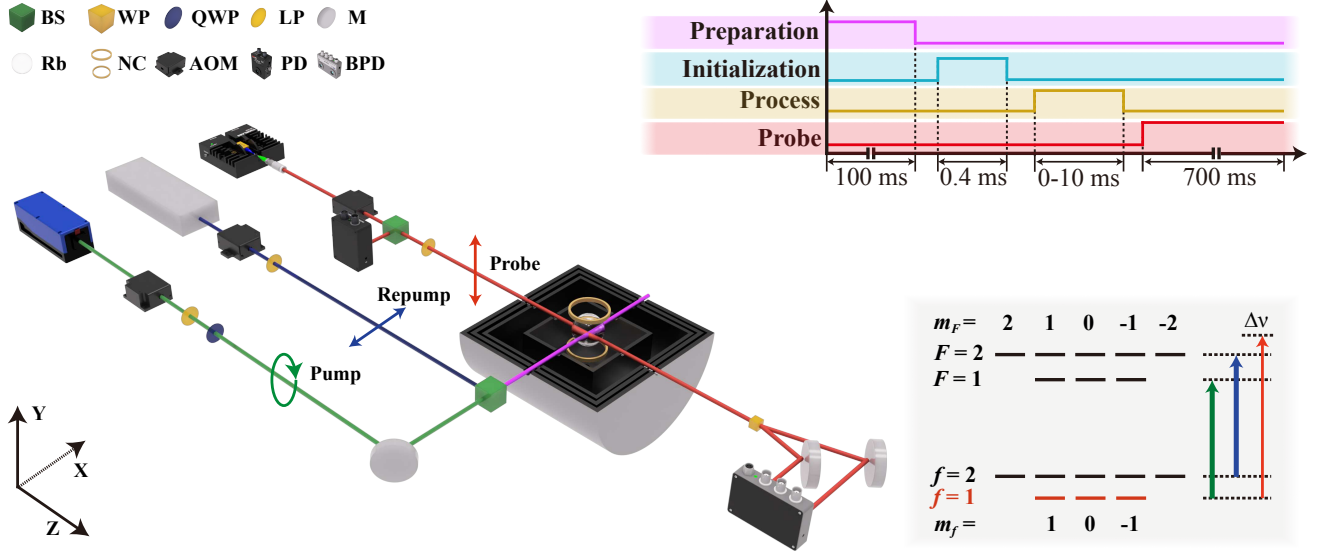 BS WP QWP LP M
Rb NC AOM PD BPD
Preparation
Initialization
Process
Probe
100 ms 0.4 ms 0-10 ms 700 ms
Probe
Repump
Pump
Y
X
Z
m_F = 2 1 0 -1 -2
Δν
F = 2
F = 1
f = 2
f = 1
m_f = 1 0 -1